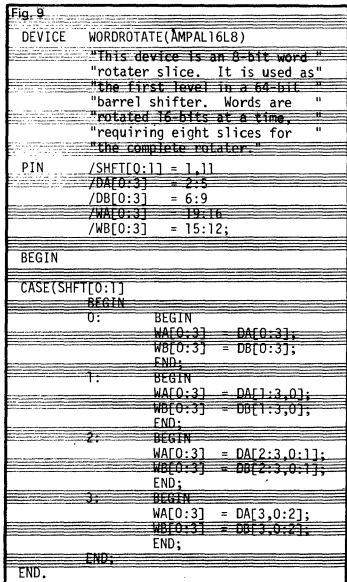 Fig. 9
DEVICE WORDROTATE(AMPAL16L8)
"This device is an 8-bit word "
"rotater slice. It is used as"
"the first level in a 64-bit "
"barrel shifter. Words are "
"rotated 16-bits at a time, "
"requiring eight slices for "
"the complete rotater."
PIN /SHFT[0:1] = 1,11
/DA[0:3] = 2:5
/DB[0:3] = 6:9
/WA[0:3] = 19:16
/WB[0:3] = 15:12;
BEGIN
CASE(SHFT[0:1]
BEGIN
0: BEGIN
WA[0:3] = DA[0:3];
WB[0:3] = DB[0:3];
END;
1: BEGIN
WA[0:3] = DA[1:3,0];
WB[0:3] = DB[1:3,0];
END;
2: BEGIN
WA[0:3] = DA[2:3,0:1];
WB[0:3] = DB[2:3,0:1];
END;
3: BEGIN
WA[0:3] = DA[3,0:2];
WB[0:3] = DB[3,0:2];
END;
END;
END.